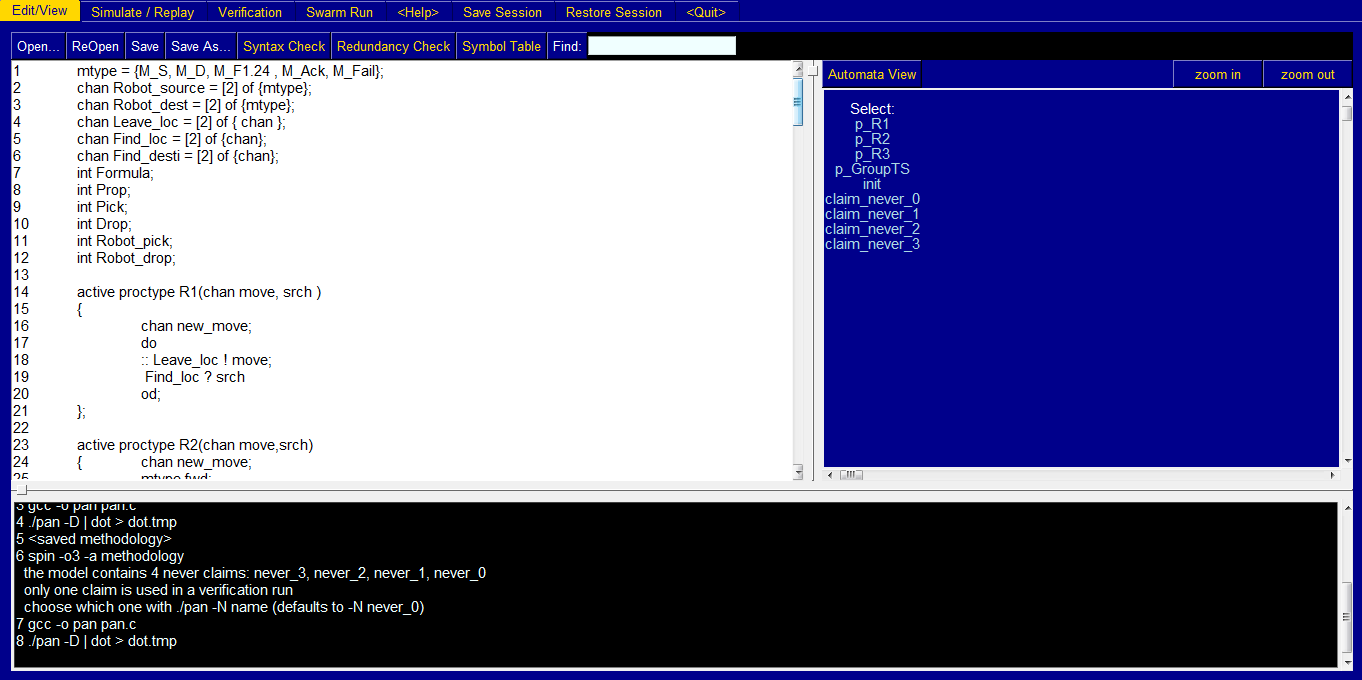 Edit/View Simulate / Replay Verification Swarm Run <Help> Save Session Restore Session <Quit>
Open... ReOpen Save Save As... Syntax Check Redundancy Check Symbol Table Find:
1 mtype = {M_S, M_D, M_F1.24 , M_Ack, M_Fail};
2 chan Robot_source = [2] of {mtype};
3 chan Robot_dest = [2] of {mtype};
4 chan Leave_loc = [2] of { chan };
5 chan Find_loc = [2] of {chan};
6 chan Find_desti = [2] of {chan};
7 int Formula;
8 int Prop;
9 int Pick;
10 int Drop;
11 int Robot_pick;
12 int Robot_drop;
13
14 active proctype R1(chan move, srch )
15 {
16 chan new_move;
17 do
18 :: Leave_loc ! move;
19 Find_loc ? srch
20 od;
21 };
22
23 active proctype R2(chan move,srch)
24 { chan new_move;
25 mtype fwd;
Automata View zoom in zoom out
Select:
p_R1
p_R2
p_R3
p_GroupTS
init
claim_never_0
claim_never_1
claim_never_2
claim_never_3
3 gcc -o pan pan.c
4 ./pan -D | dot > dot.tmp
5 <saved methodology>
6 spin -o3 -a methodology
the model contains 4 never claims: never_3, never_2, never_1, never_0
only one claim is used in a verification run
choose which one with ./pan -N name (defaults to -N never_0)
7 gcc -o pan pan.c
8 ./pan -D | dot > dot.tmp